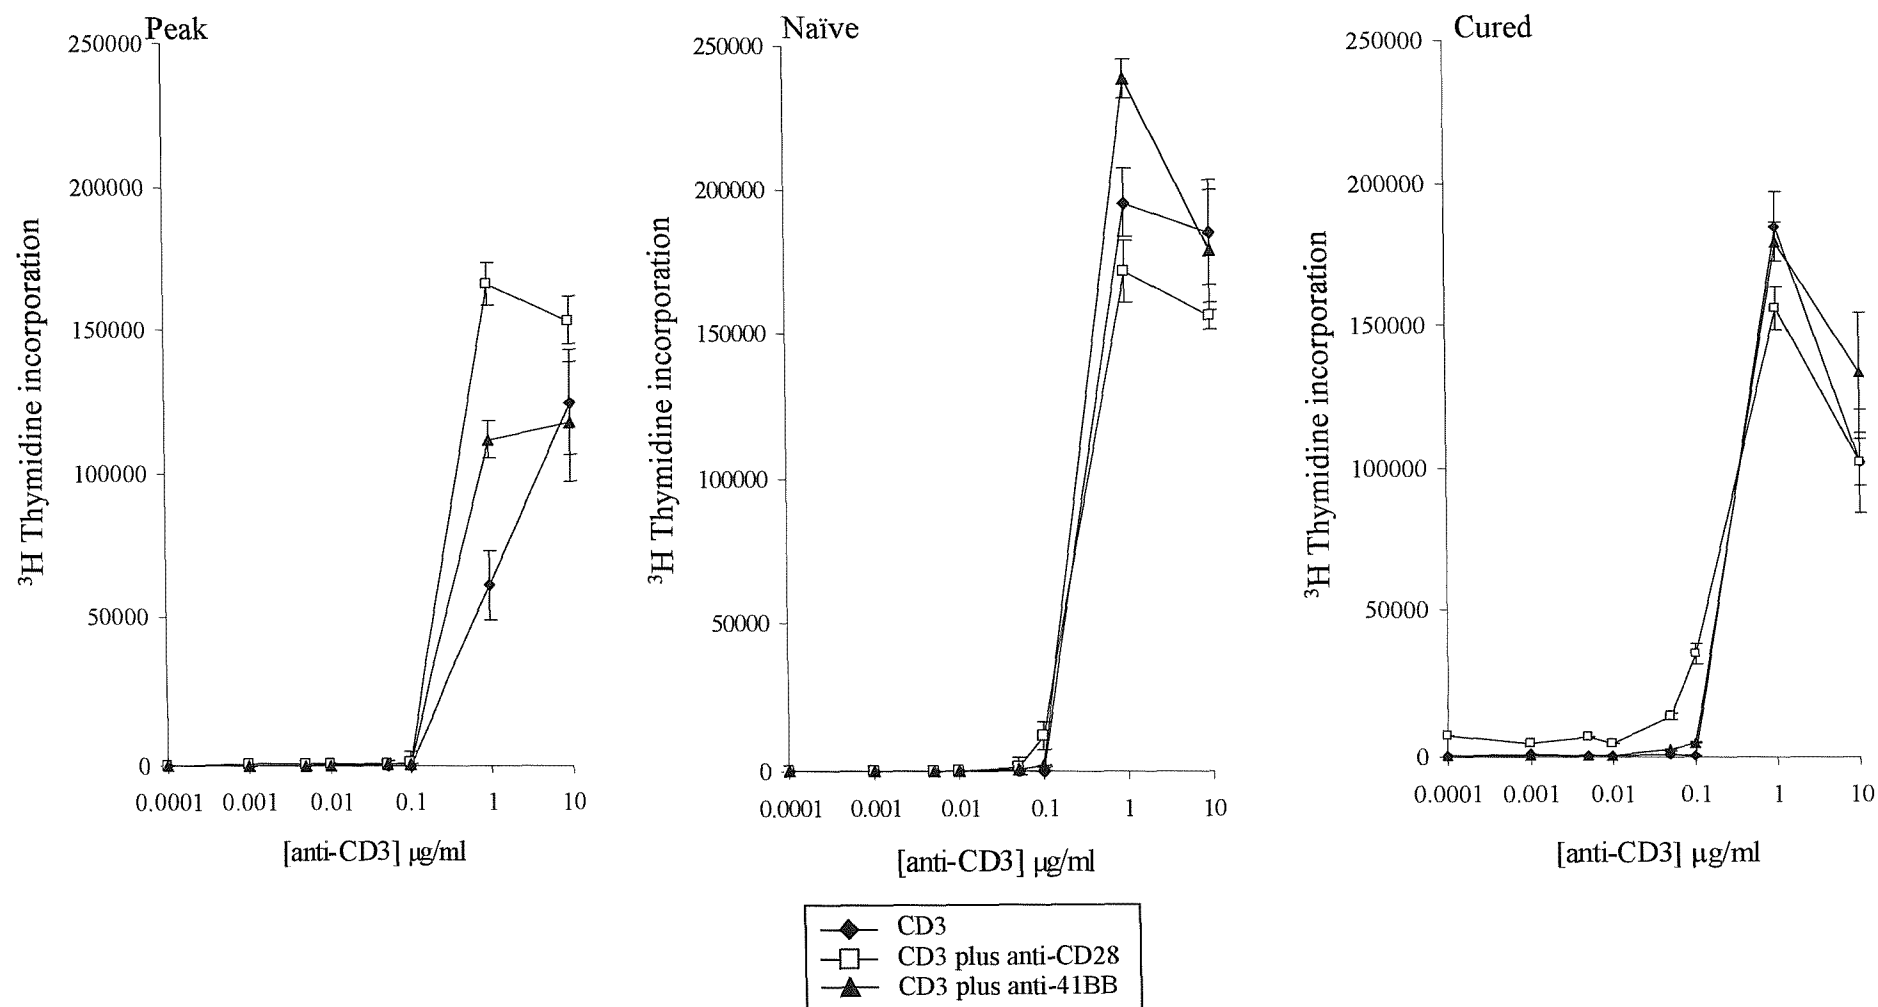 Peak
250000
200000
150000
100000
50000
0
³H Thymidine incorporation
0.0001 0.001 0.01 0.1 1 10
[anti-CD3] µg/ml
Naïve
250000
200000
150000
100000
50000
0
³H Thymidine incorporation
0.0001 0.001 0.01 0.1 1 10
[anti-CD3] µg/ml
Cured
250000
200000
150000
100000
50000
0
³H Thymidine incorporation
0.0001 0.001 0.01 0.1 1 10
[anti-CD3] µg/ml
CD3
CD3 plus anti-CD28
CD3 plus anti-41BB